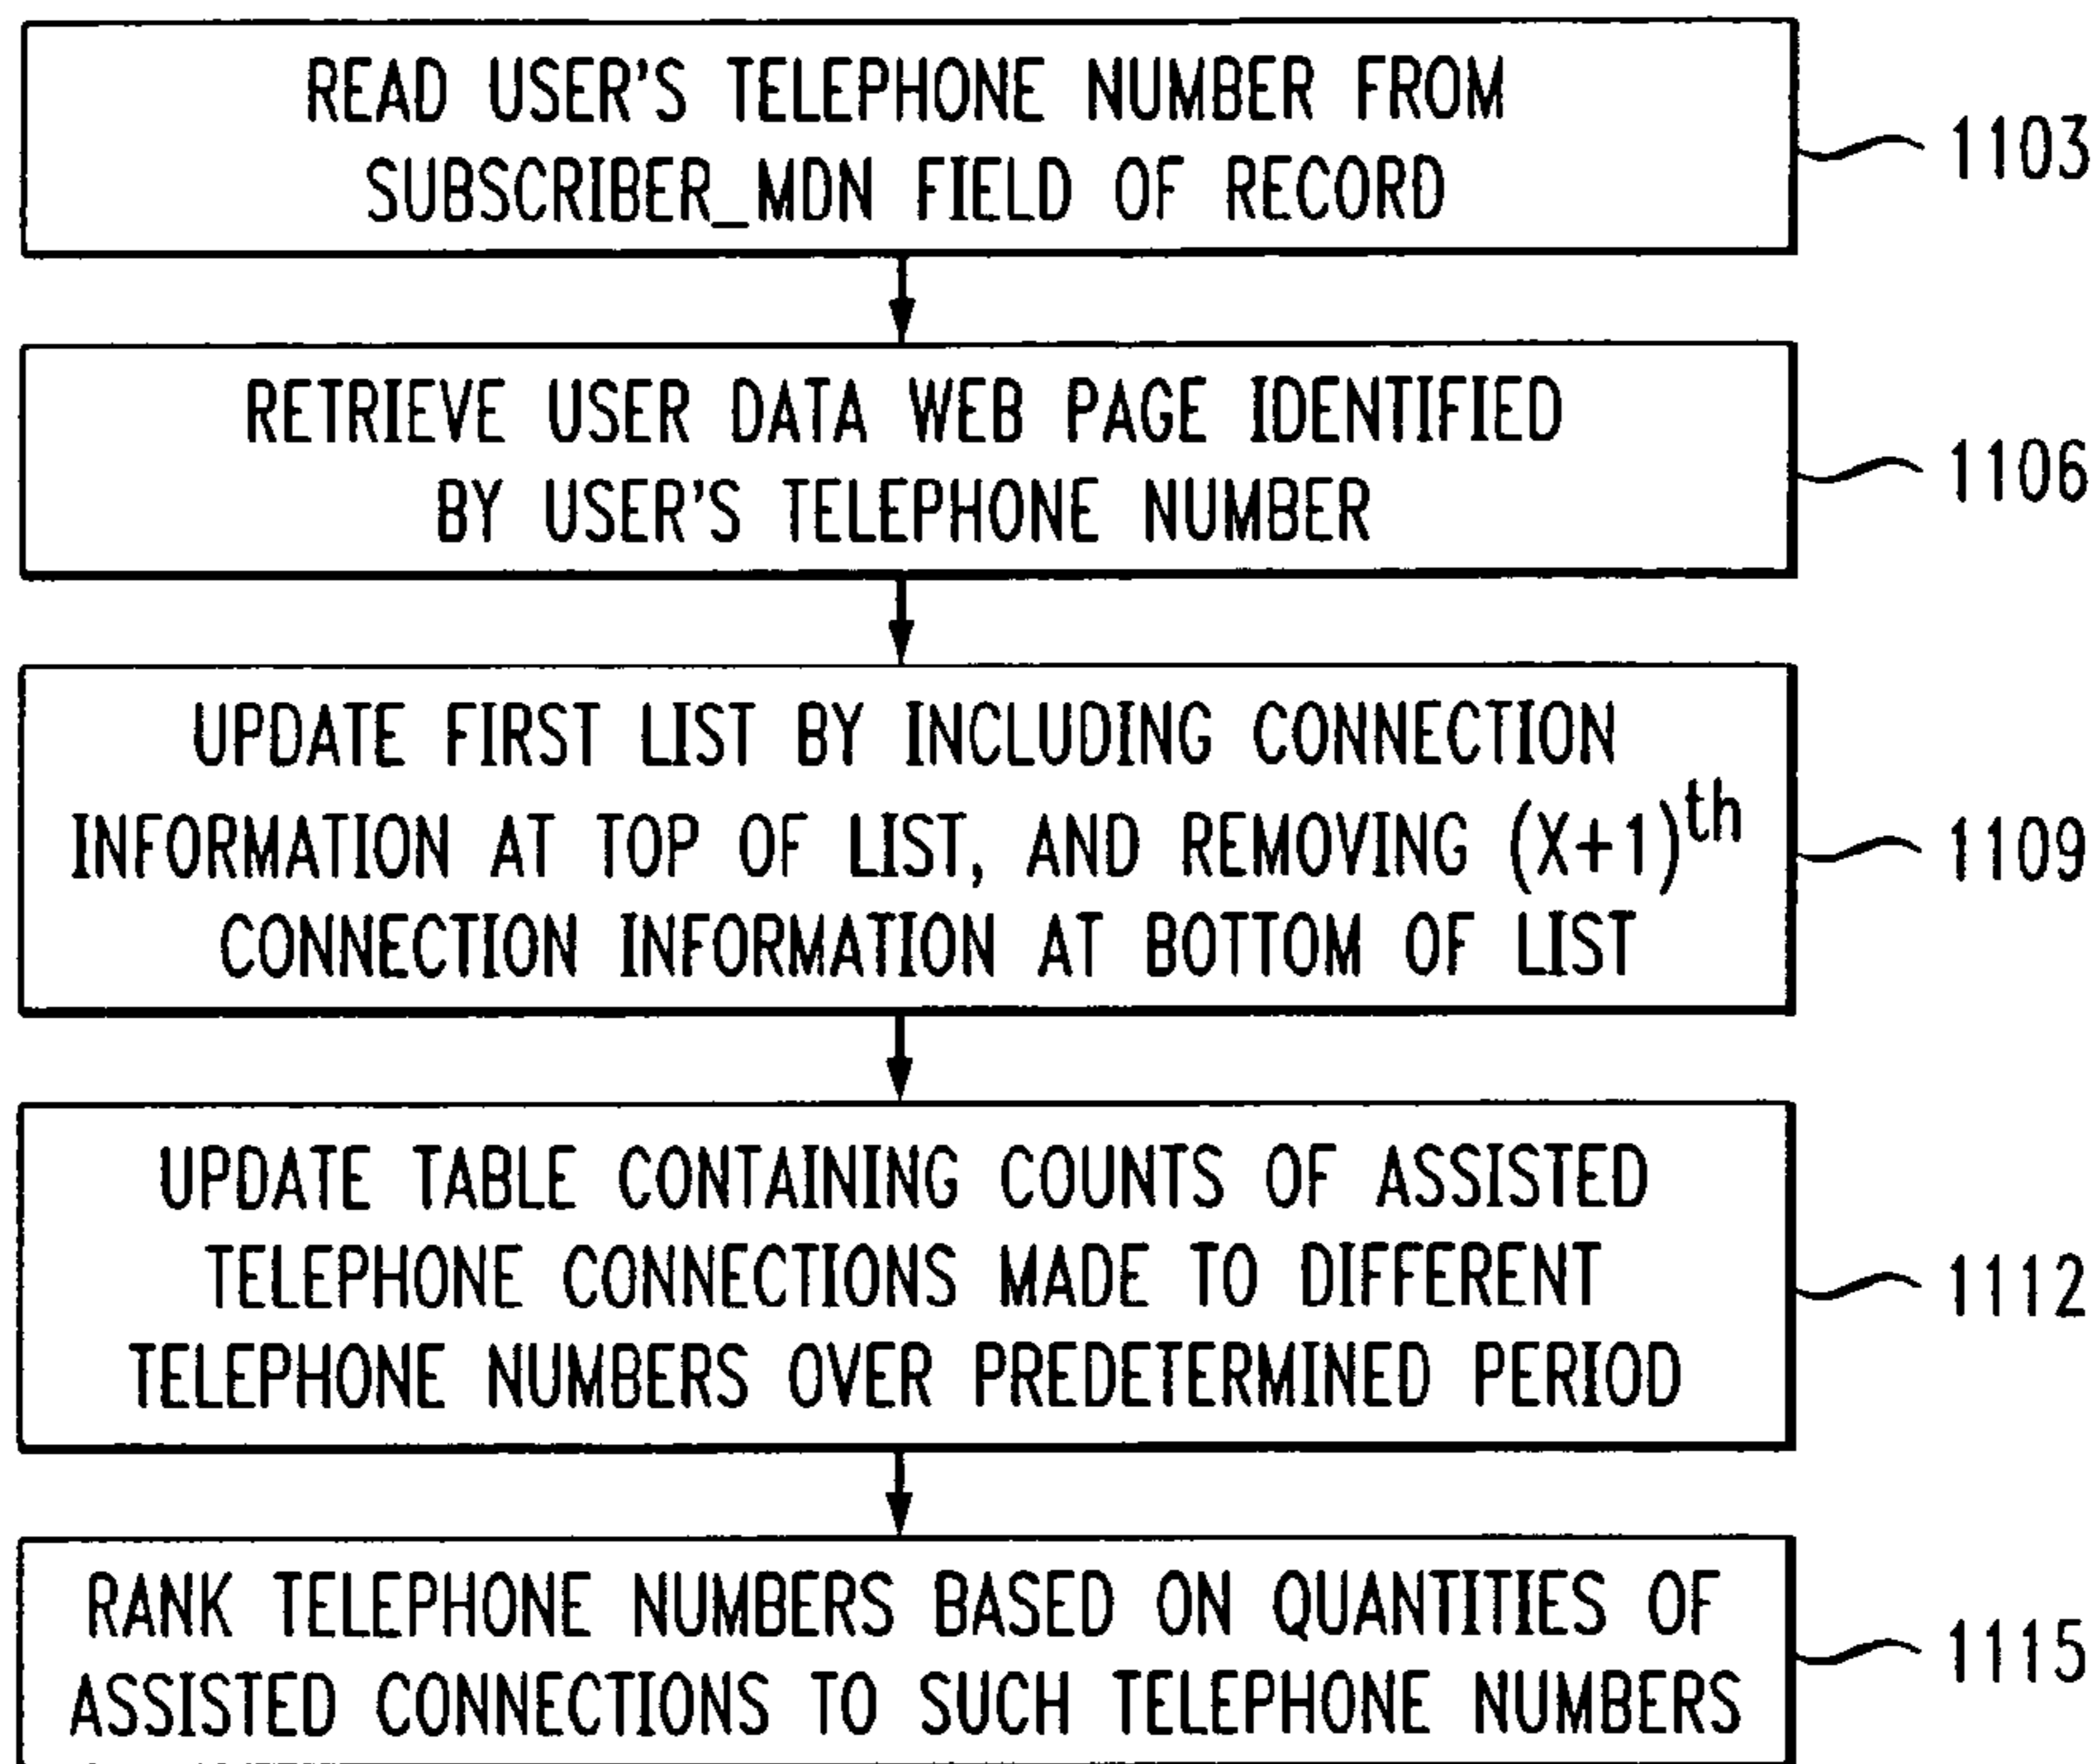 READ USER'S TELEPHONE NUMBER FROM
SUBSCRIBER_MDN FIELD OF RECORD
1103
RETRIEVE USER DATA WEB PAGE IDENTIFIED
BY USER'S TELEPHONE NUMBER
1106
UPDATE FIRST LIST BY INCLUDING CONNECTION
INFORMATION AT TOP OF LIST, AND REMOVING (X+1)th
CONNECTION INFORMATION AT BOTTOM OF LIST
1109
UPDATE TABLE CONTAINING COUNTS OF ASSISTED
TELEPHONE CONNECTIONS MADE TO DIFFERENT
TELEPHONE NUMBERS OVER PREDETERMINED PERIOD
1112
RANK TELEPHONE NUMBERS BASED ON QUANTITIES OF
ASSISTED CONNECTIONS TO SUCH TELEPHONE NUMBERS
1115